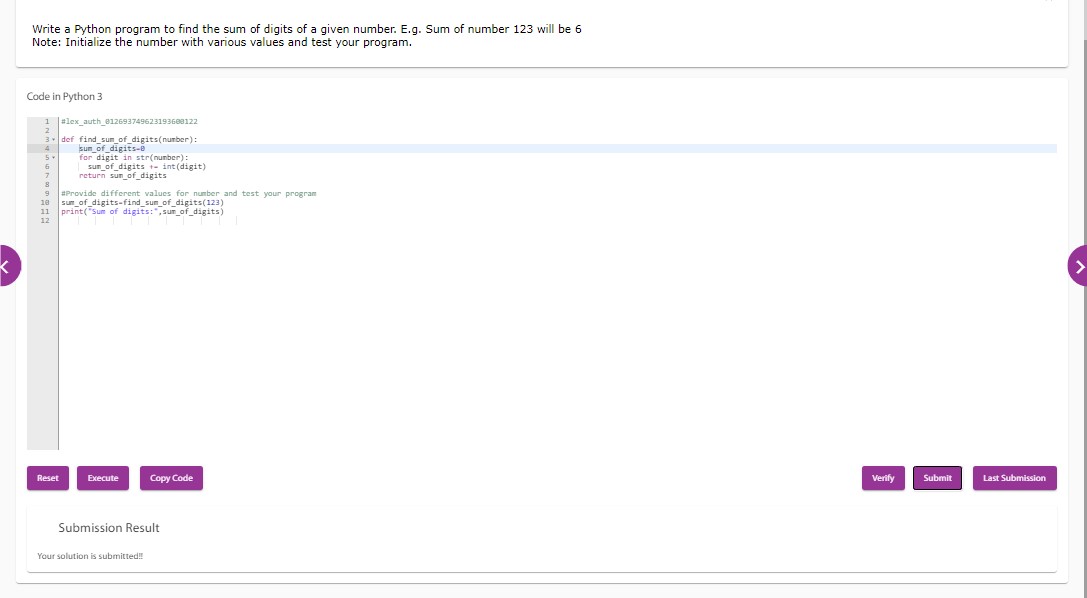 Write a Python program to find the sum of digits of a given number. E.g. Sum of number 123 will be 6
Note: Initialize the number with various values and test your program.
Code in Python 3
1 #lex_auth_012693749623193600122
2
3 def find_sum_of_digits(number):
4 sum_of_digits=0
5 for digit in str(number):
6 sum_of_digits += int(digit)
7 return sum_of_digits
8
9 #Provide different values for number and test your program
10 sum_of_digits=find_sum_of_digits(123)
11 print("Sum of digits:",sum_of_digits)
12
Reset Execute Copy Code Verify Submit Last Submission
Submission Result
Your solution is submitted!!